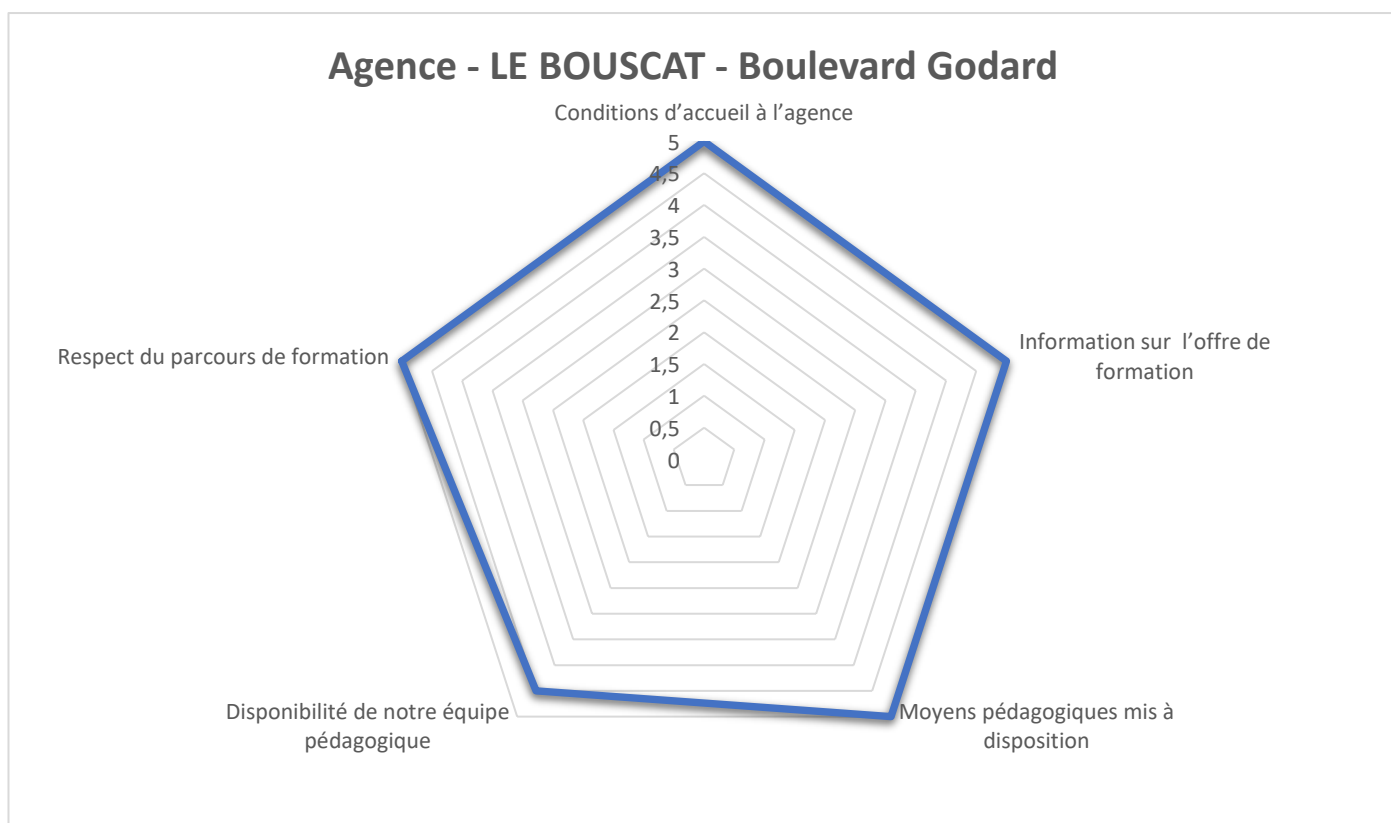 Agence - LE BOUSCAT - Boulevard Godard
Conditions d’accueil à l’agence
5
4,5
4
3,5
3
2,5
2
1,5
1
0,5
0
Information sur  l’offre de
formation
Respect du parcours de formation
Disponibilité de notre équipe
pédagogique
Moyens pédagogiques mis à
disposition